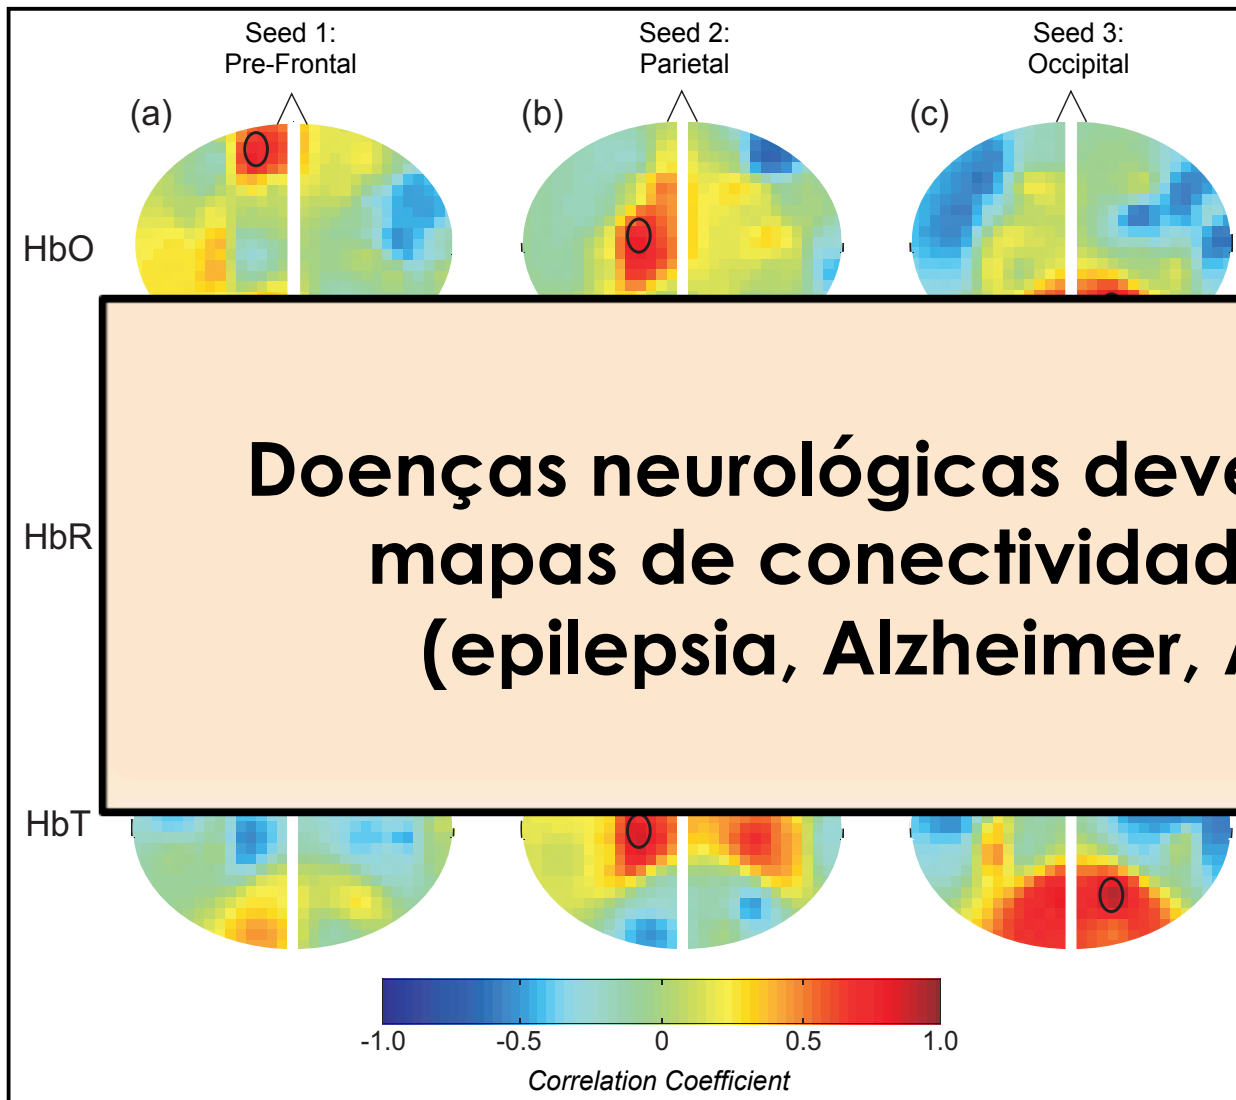 Seed 1:
Pre-Frontal
Seed 2:
Parietal
Seed 3:
Occipital
(a)
(b)
(c)
HbO
Doenças neurológicas deve
mapas de conectividad
(epilepsia, Alzheimer,
HbR
HbT
-1.0
-0.5
0
0.5
1.0
Correlation Coefficient